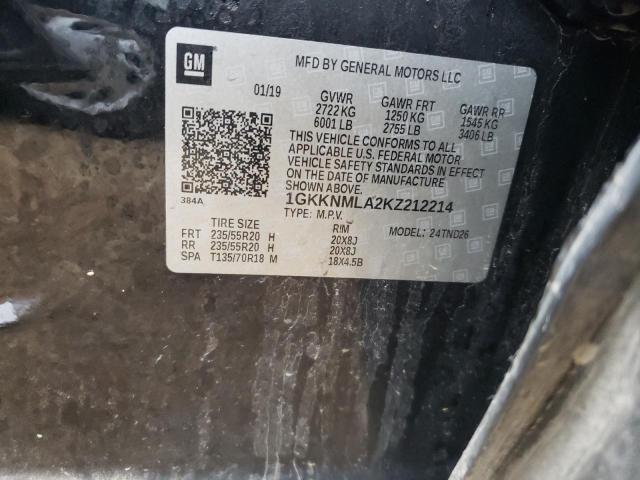 GM
MFD BY GENERAL MOTORS LLC
01/19 GVWR GAWR FRT GAWR RR
2722 KG 1250 KG 1545 KG
6001 LB 2755 LB 3406 LB
THIS VEHICLE CONFORMS TO ALL
APPLICABLE U.S. FEDERAL MOTOR
VEHICLE SAFETY STANDARDS IN EFFECT
ON THE DATE OF MANUFACTURE
SHOWN ABOVE.
384A 1GKKNMLA2KZ212214
TYPE: M.P.V. MODEL: 24TND26
TIRE SIZE RIM
FRT 235/55R20 H 20X8J
RR 235/55R20 H 20X8J
SPA T135/70R18 M 18X4.5B